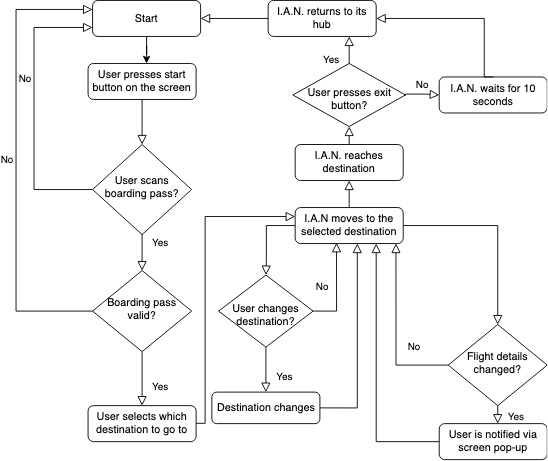 Start
I.A.N. returns to its
hub
No
User presses start
button on the screen
Yes
User presses exit
button?
No
I.A.N. waits for 10
seconds
No
User scans
boarding pass?
I.A.N. reaches
destination
Yes
I.A.N moves to the
selected destination
Boarding pass
valid?
No
User changes
destination?
No
Flight details
changed?
Yes
Yes
User selects which
destination to go to
Destination changes
Yes
User is notified via
screen pop-up